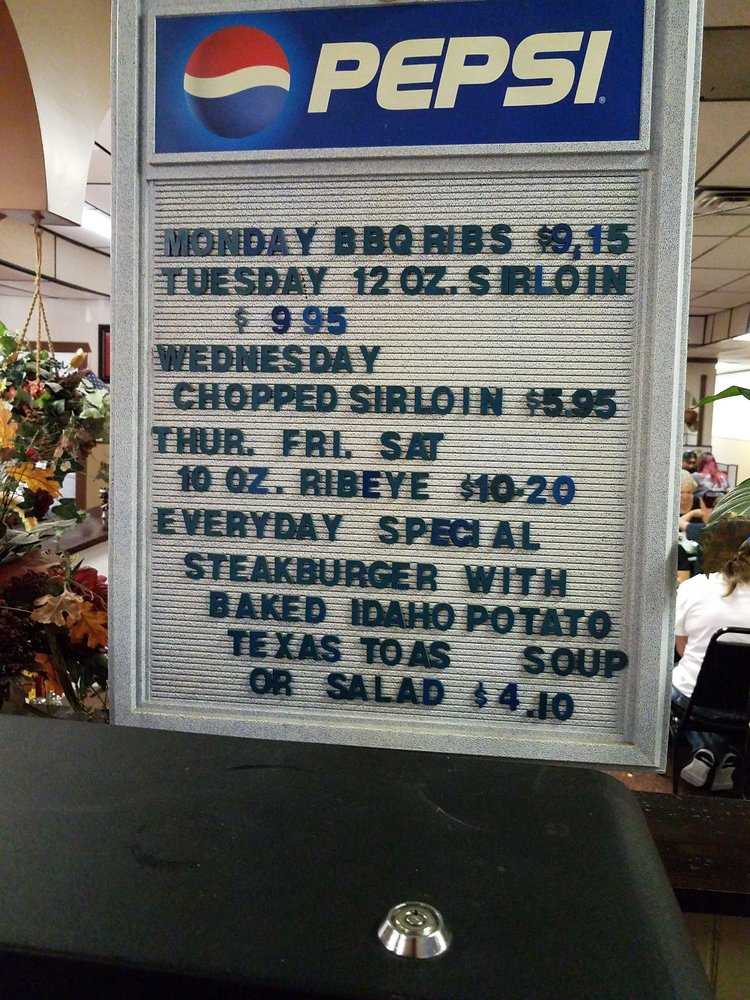 PEPSI
MONDAY BBQ RIBS $9,15
TUESDAY 12 OZ. SIRLOIN
$ 9 95
WEDNESDAY
CHOPPED SIRLOIN $5.95
THUR. FRI. SAT
10 OZ. RIBEYE $10-20
EVERYDAY SPECIAL
STEAKBURGER WITH
BAKED IDAHO POTATO
TEXAS TOAS SOUP
OR SALAD $4.10